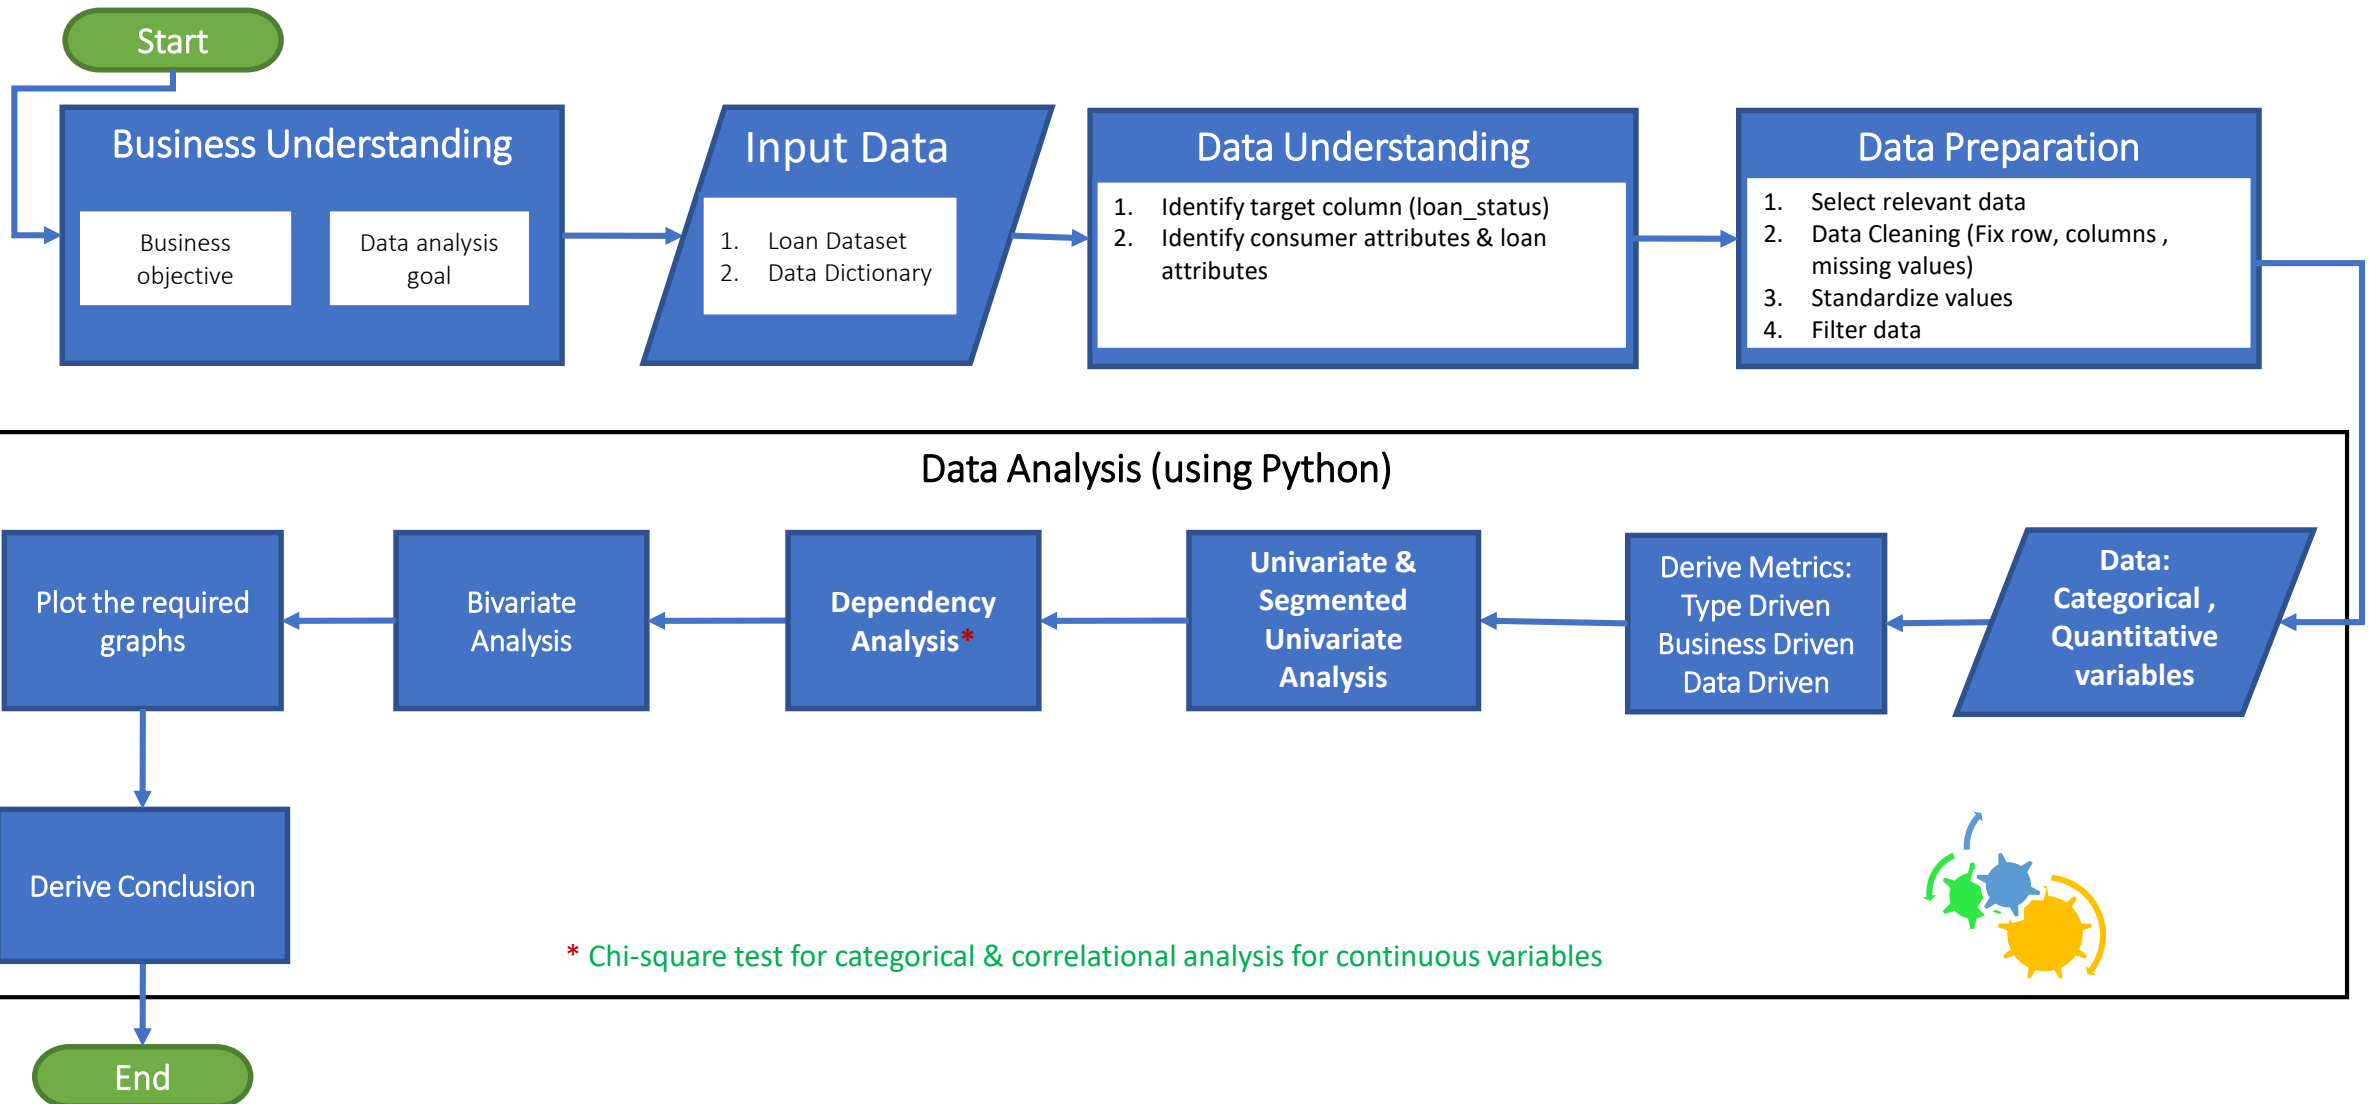 Start
Business Understanding
Business
objective
Data analysis
goal
Input Data
1. Loan Dataset
2. Data Dictionary
Data Understanding
1. Identify target column (loan_status)
2. Identify consumer attributes & loan
attributes
Data Preparation
1. Select relevant data
2. Data Cleaning (Fix row, columns ,
missing values)
3. Standardize values
4. Filter data
Data Analysis (using Python)
Data:
Categorical ,
Quantitative
variables
Derive Metrics:
Type Driven
Business Driven
Data Driven
Univariate &
Segmented
Univariate
Analysis
Dependency
Analysis*
Bivariate
Analysis
Plot the required
graphs
Derive Conclusion
* Chi-square test for categorical & correlational analysis for continuous variables
End